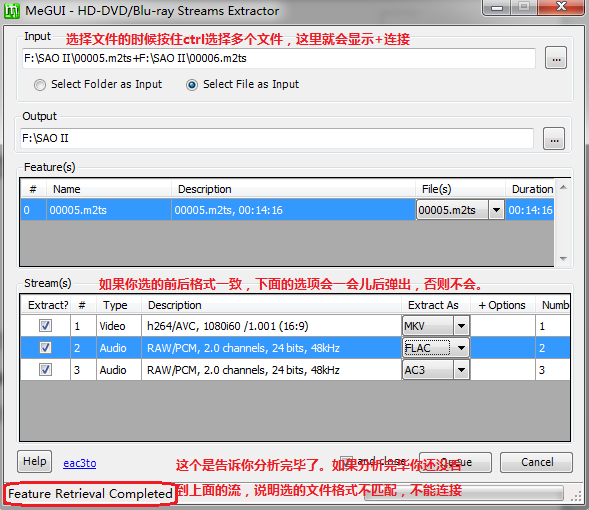 MeGUI - HD-DVD/Blu-ray Streams Extractor
Input
选择文件的时候按住ctrl选择多个文件，这里就会显示+连接
F:\SAO II\00005.m2ts+F:\SAO II\00006.m2ts
...
Select Folder as Input
Select File as Input
Output
F:\SAO II
...
Feature(s)
# Name Description File(s) Duration
0 00005.m2ts 00005.m2ts, 00:14:16 00005.m2ts 00:14:16
Stream(s)
如果你选的前后格式一致，下面的选项会一会儿后弹出，否则不会。
Extract? # Type Description Extract As + Options Numb
1 Video h264/AVC, 1080i60 /1.001 (16:9) MKV 1
2 Audio RAW/PCM, 2.0 channels, 24 bits, 48kHz FLAC 2
3 Audio RAW/PCM, 2.0 channels, 24 bits, 48kHz AC3 3
Help
eac3to
这个是告诉你分析完毕了。如果分析完毕你还没看
and close
Queue
Cancel
到上面的流，说明选的文件格式不匹配，不能连接
Feature Retrieval Completed